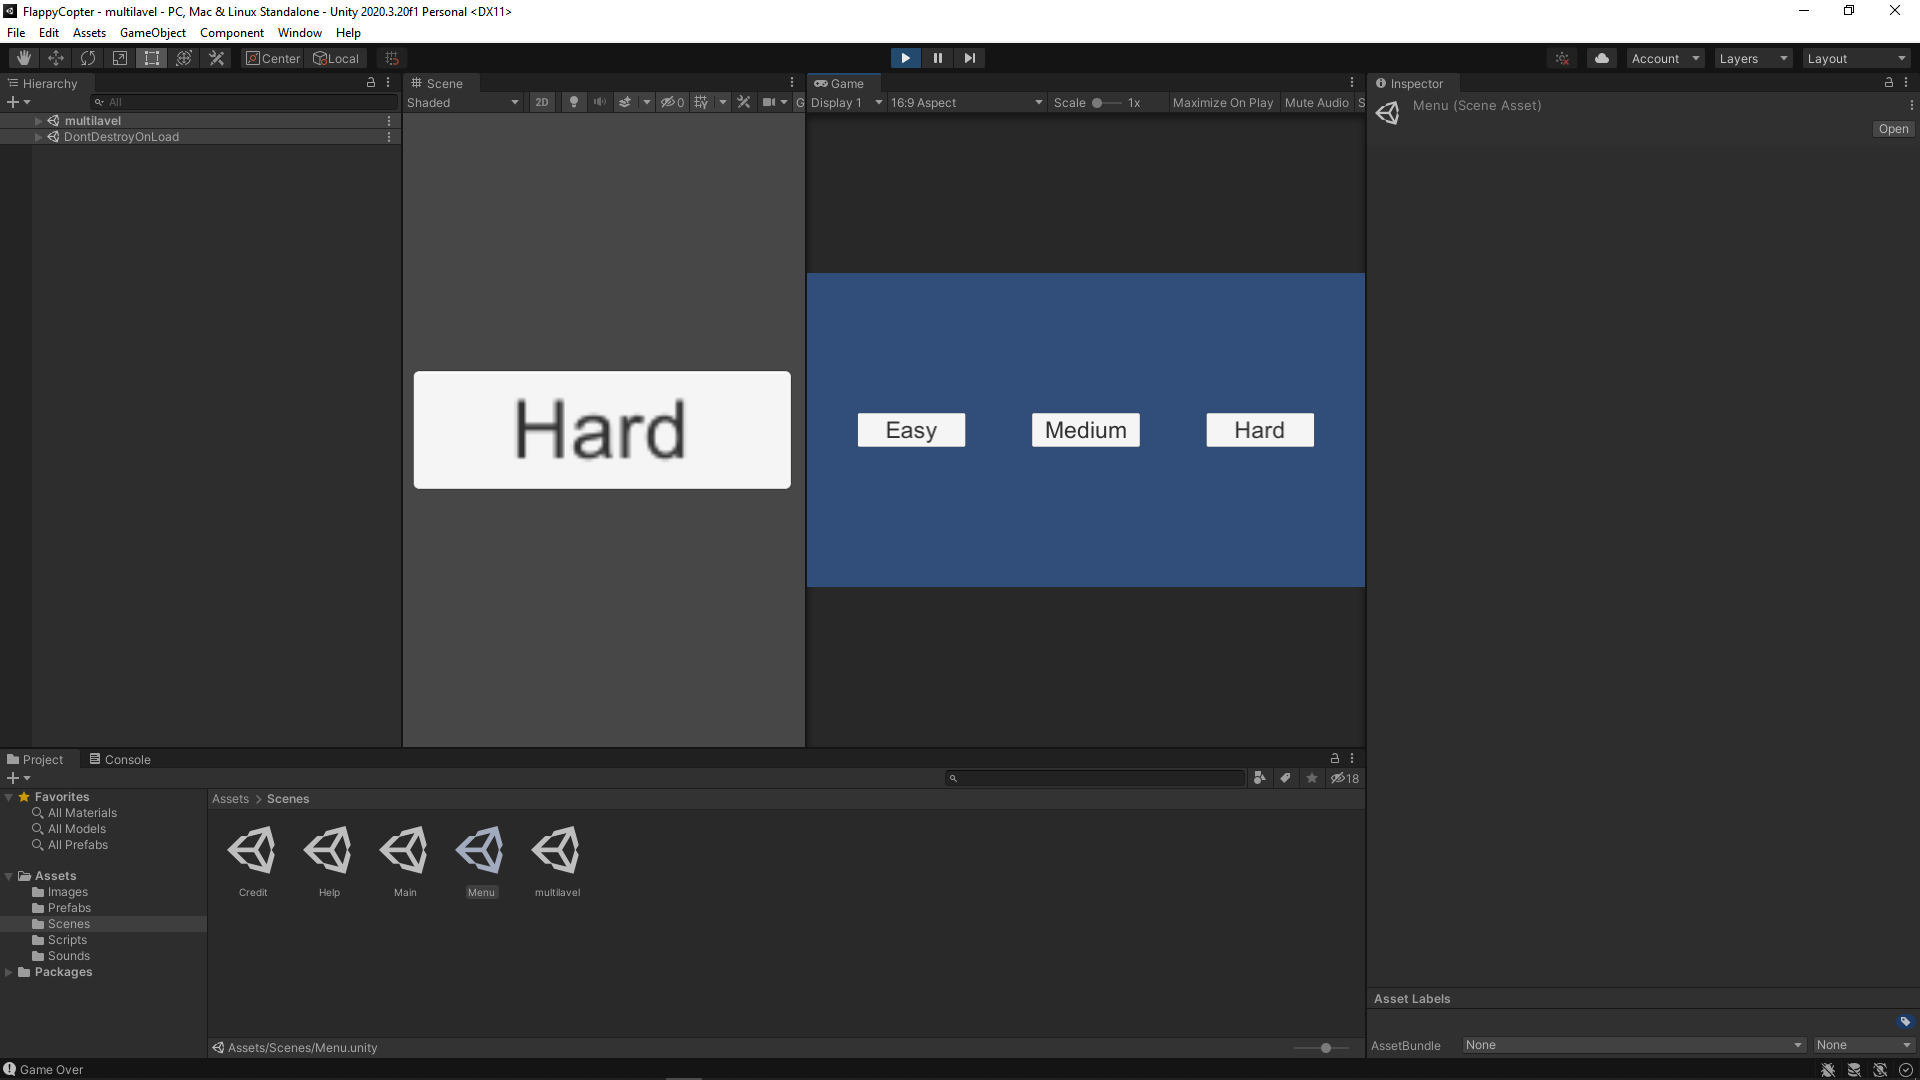 FlappyCopter - multilavel - PC, Mac & Linux Standalone - Unity 2020.3.20f1 Personal <DX11>
File Edit Assets GameObject Component Window Help
Center Local Account Layers Layout
Hierarchy
All
multilavel
DontDestroyOnLoad
Scene
Shaded 2D 0 G
Hard
Game
Display 1 16:9 Aspect Scale 1x Maximize On Play Mute Audio S
Easy Medium Hard
Inspector
Menu (Scene Asset)
Open
Project Console
18
Favorites
All Materials
All Models
All Prefabs
Assets
Images
Prefabs
Scenes
Scripts
Sounds
Packages
Assets > Scenes
Credit Help Main Menu multilavel
Assets/Scenes/Menu.unity
Asset Labels
AssetBundle None None
Game Over